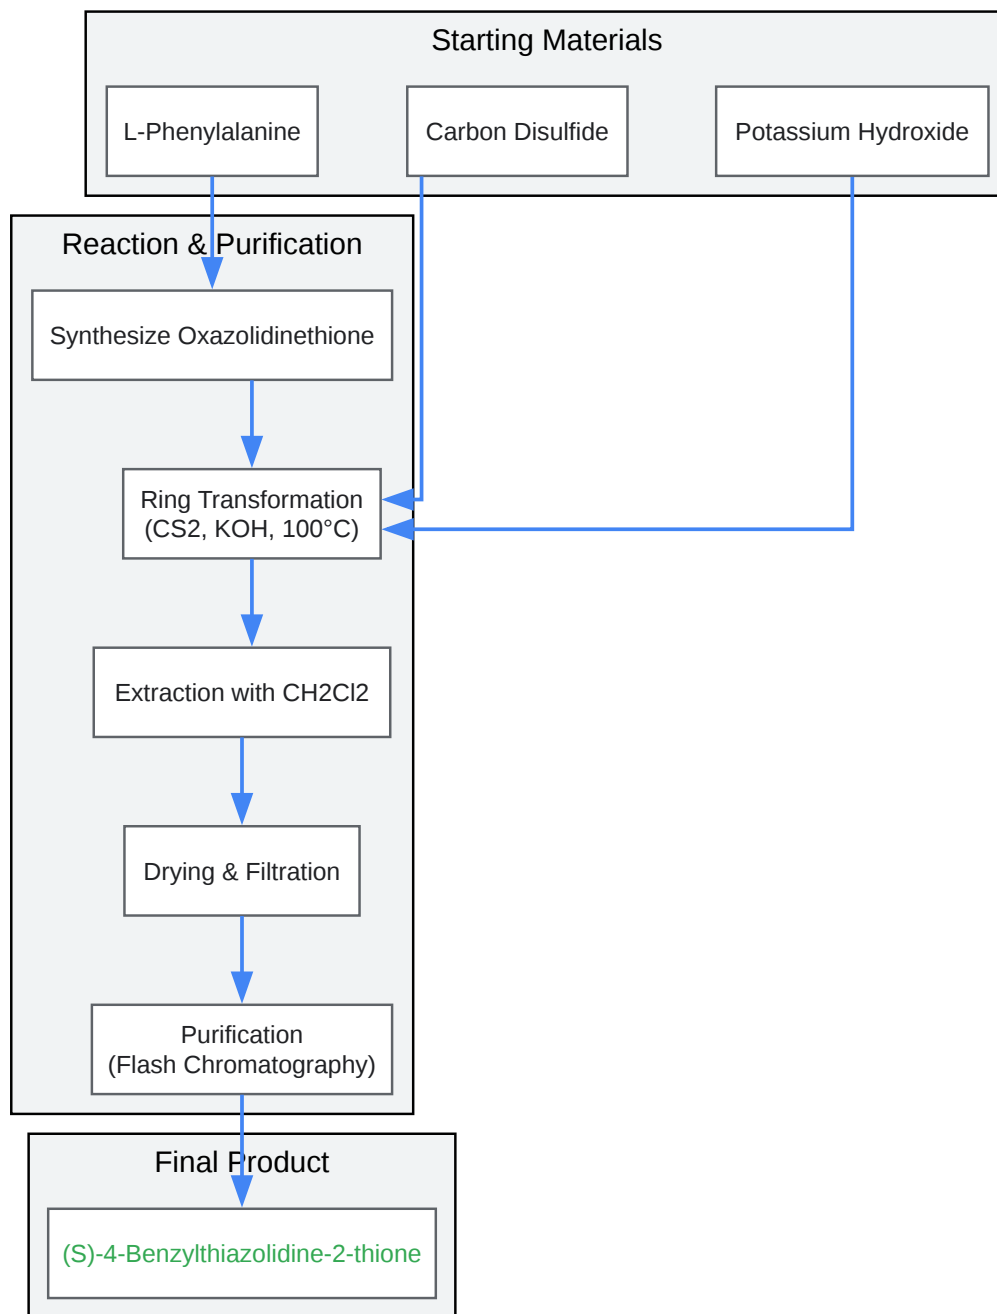 Starting Materials
L-Phenylalanine
Carbon Disulfide
Potassium Hydroxide
Reaction & Purification
Synthesize Oxazolidinethione
Ring Transformation
(CS2, KOH, 100°C)
Extraction with CH2Cl2
Drying & Filtration
Purification
(Flash Chromatography)
Final Product
(S)-4-Benzylthiazolidine-2-thione